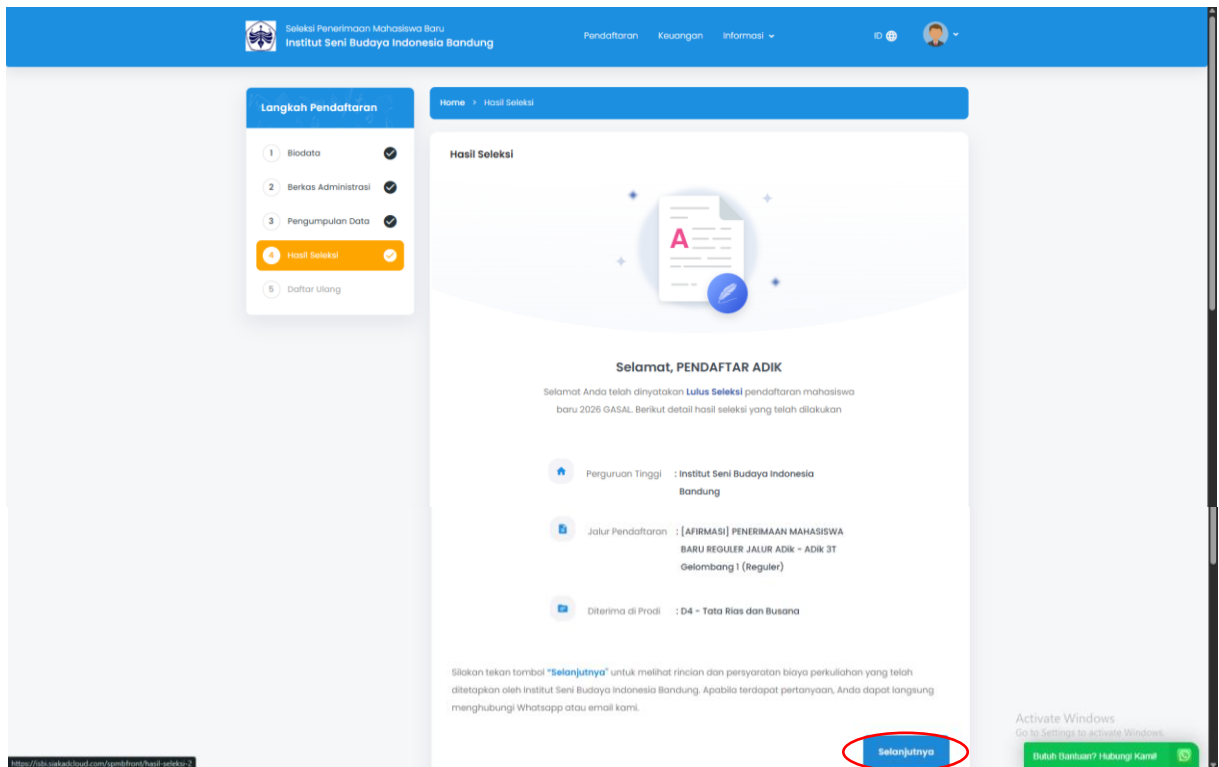 Seleksi Penerimaan Mahasiswa Baru
Institut Seni Budaya Indonesia Bandung
Pendaftaran Keuangan Informasi ID
Langkah Pendaftaran
1 Biodata
2 Berkas Administrasi
3 Pengumpulan Data
4 Hasil Seleksi
5 Daftar Ulang
Home > Hasil Seleksi
Hasil Seleksi
A
Selamat, PENDAFTAR ADIK
Selamat Anda telah dinyatakan Lulus Seleksi pendaftaran mahasiswa
baru 2026 GASAL. Berikut detail hasil seleksi yang telah dilakukan
Perguruan Tinggi : Institut Seni Budaya Indonesia
Bandung
Jalur Pendaftaran : [AFIRMASI] PENERIMAAN MAHASISWA
BARU REGULER JALUR ADik - ADik 3T
Gelombang 1 (Reguler)
Diterima di Prodi : D4 - Tata Rias dan Busana
Silakan tekan tombol "Selanjutnya" untuk melihat rincian dan persyaratan biaya perkuliahan yang telah
ditetapkan oleh Institut Seni Budaya Indonesia Bandung. Apabila terdapat pertanyaan, Anda dapat langsung
menghubungi Whatsapp atau email kami.
Selanjutnya
Activate Windows
Go to Settings to activate Windows.
Butuh Bantuan? Hubungi Kami!
https://isbi.siakadcloud.com/spmbfront/hasil-seleksi-2